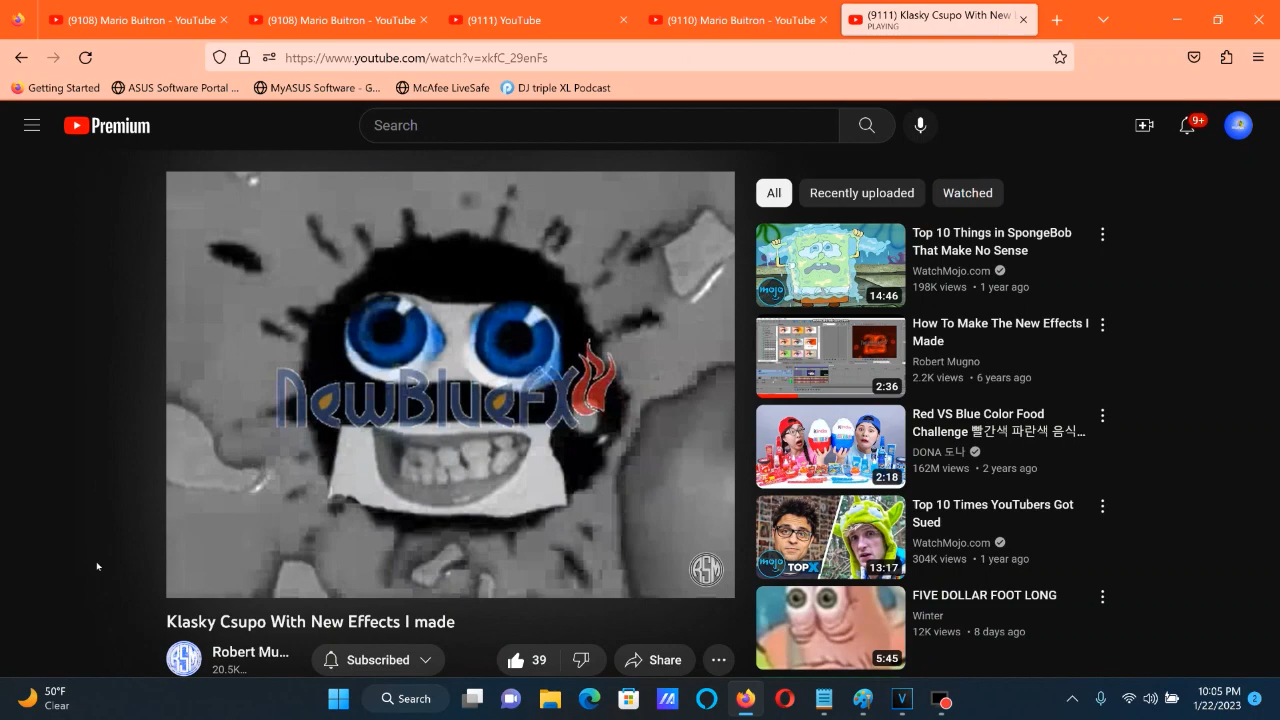 (9108) Mario Buitron - YouTube
(9108) Mario Buitron - YouTube
(9111) YouTube
(9110) Mario Buitron - YouTube
(9111) Klasky Csupo With New
PLAYING
https://www.youtube.com/watch?v=xkfC_29enFs
Getting Started
ASUS Software Portal ...
MyASUS Software - G...
McAfee LiveSafe
DJ triple XL Podcast
Premium
Search
9+
NewBlueFX
RSM
All
Recently uploaded
Watched
Top 10 Things in SpongeBob
That Make No Sense
WatchMojo.com
198K views • 1 year ago
mojo
14:46
How To Make The New Effects I
Made
Robert Mugno
2.2K views • 6 years ago
2:36
Red VS Blue Color Food
Challenge 빨간색 파란색 음식...
DONA 도나
162M views • 2 years ago
2:18
Top 10 Times YouTubers Got
Sued
WatchMojo.com
304K views • 1 year ago
mojo
TOPX
13:17
FIVE DOLLAR FOOT LONG
Winter
12K views • 8 days ago
5:45
Klasky Csupo With New Effects I made
RSM
Robert Mu...
20.5K...
Subscribed
39
Share
50°F
Clear
Search
V
10:05 PM
1/22/2023
2